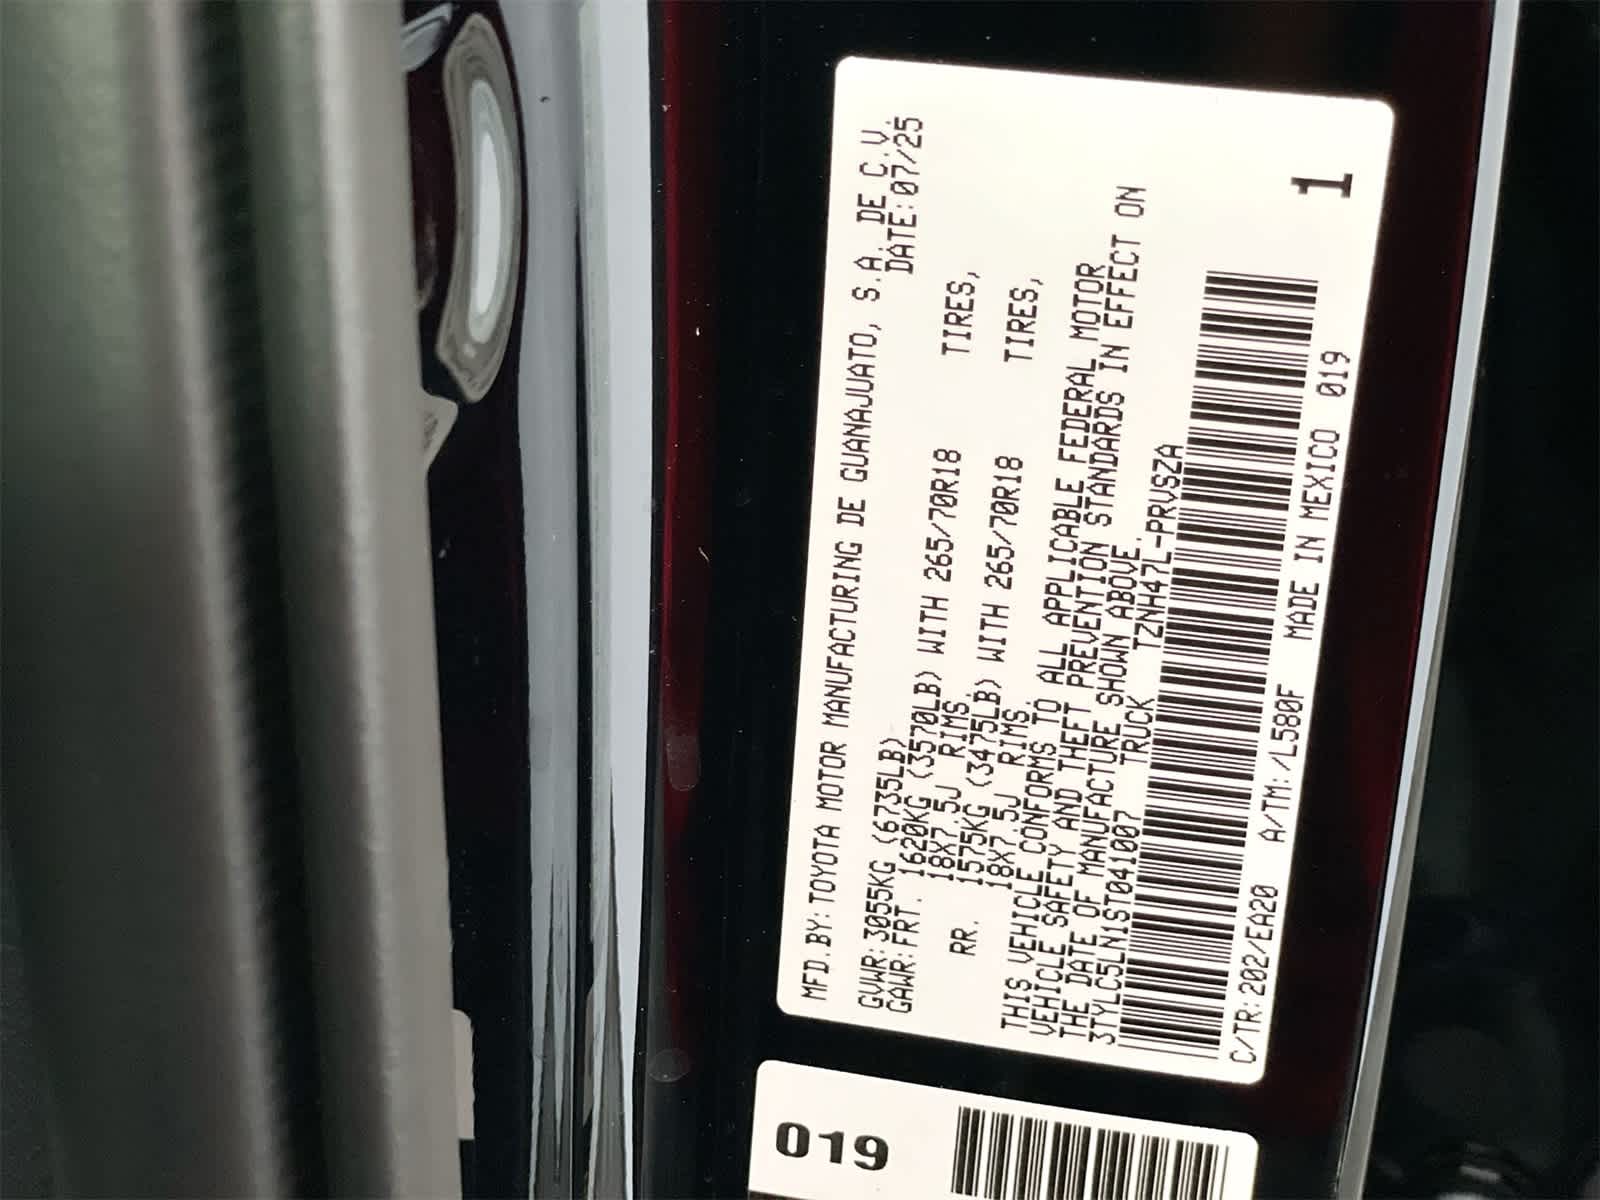 MFD.BY:TOYOTA MOTOR MANUFACTURING DE GUANAJUATO, S.A. DE C.V.
DATE:07/25
GVWR:3055KG (6735LB)
GAWR:FRT. 1620KG (3570LB) WITH 265/70R18 TIRES,
18X7.5J RIMS.
RR. 1575KG (3475LB) WITH 265/70R18 TIRES,
18X7.5J RIMS.
THIS VEHICLE CONFORMS TO ALL APPLICABLE FEDERAL MOTOR
VEHICLE SAFETY AND THEFT PREVENTION STANDARDS IN EFFECT ON
THE DATE OF MANUFACTURE SHOWN ABOVE.
3TYLC5LN1ST041007 TRUCK TZNH47L-PRVSZA
C/TR:202/EA20 A/TM:/L580F MADE IN MEXICO 019
1
019